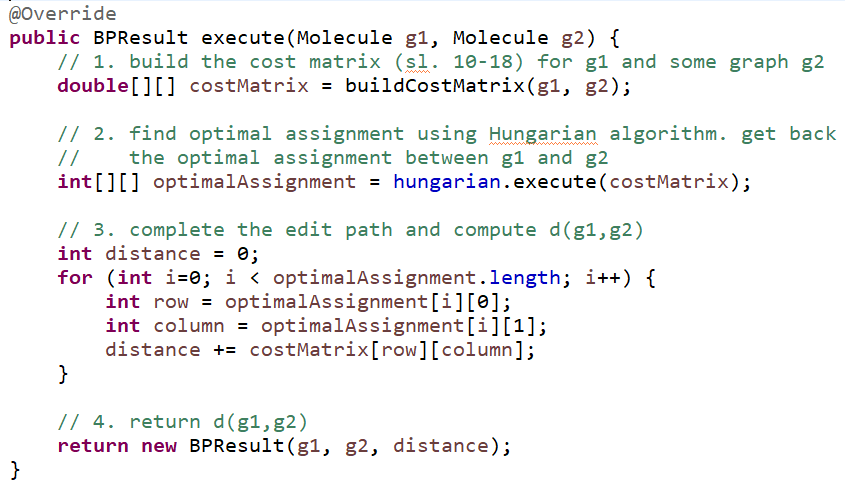 @Override
public BPResult execute(Molecule g1, Molecule g2) {
    // 1. build the cost matrix (sl. 10-18) for g1 and some graph g2
    double[][] costMatrix = buildCostMatrix(g1, g2);

    // 2. find optimal assignment using Hungarian algorithm. get back
    //    the optimal assignment between g1 and g2
    int[][] optimalAssignment = hungarian.execute(costMatrix);

    // 3. complete the edit path and compute d(g1,g2)
    int distance = 0;
    for (int i=0; i < optimalAssignment.length; i++) {
        int row = optimalAssignment[i][0];
        int column = optimalAssignment[i][1];
        distance += costMatrix[row][column];
    }

    // 4. return d(g1,g2)
    return new BPResult(g1, g2, distance);
}